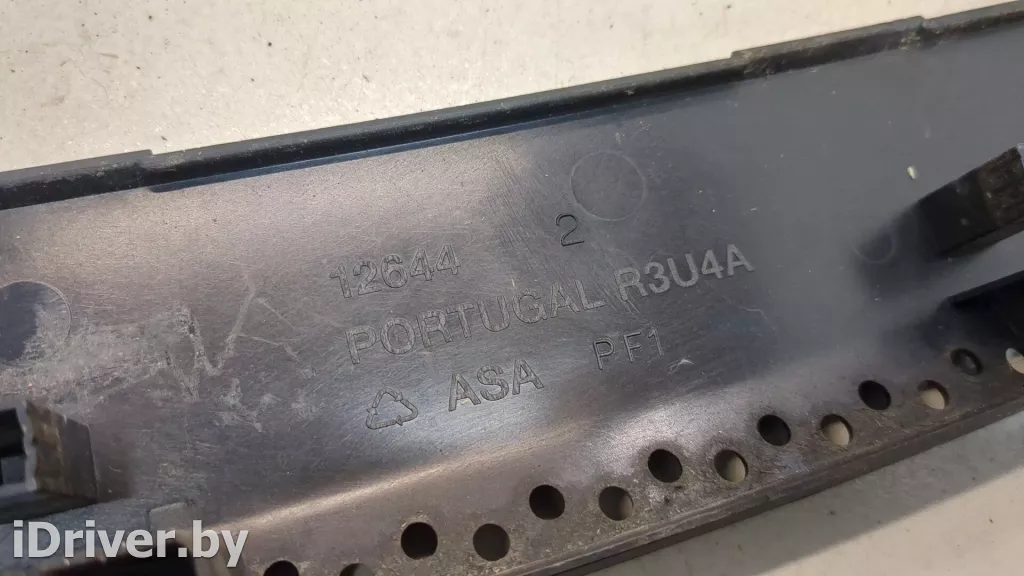 12644 2
PORTUGAL R3U4A
ASA PF1
iDriver.by